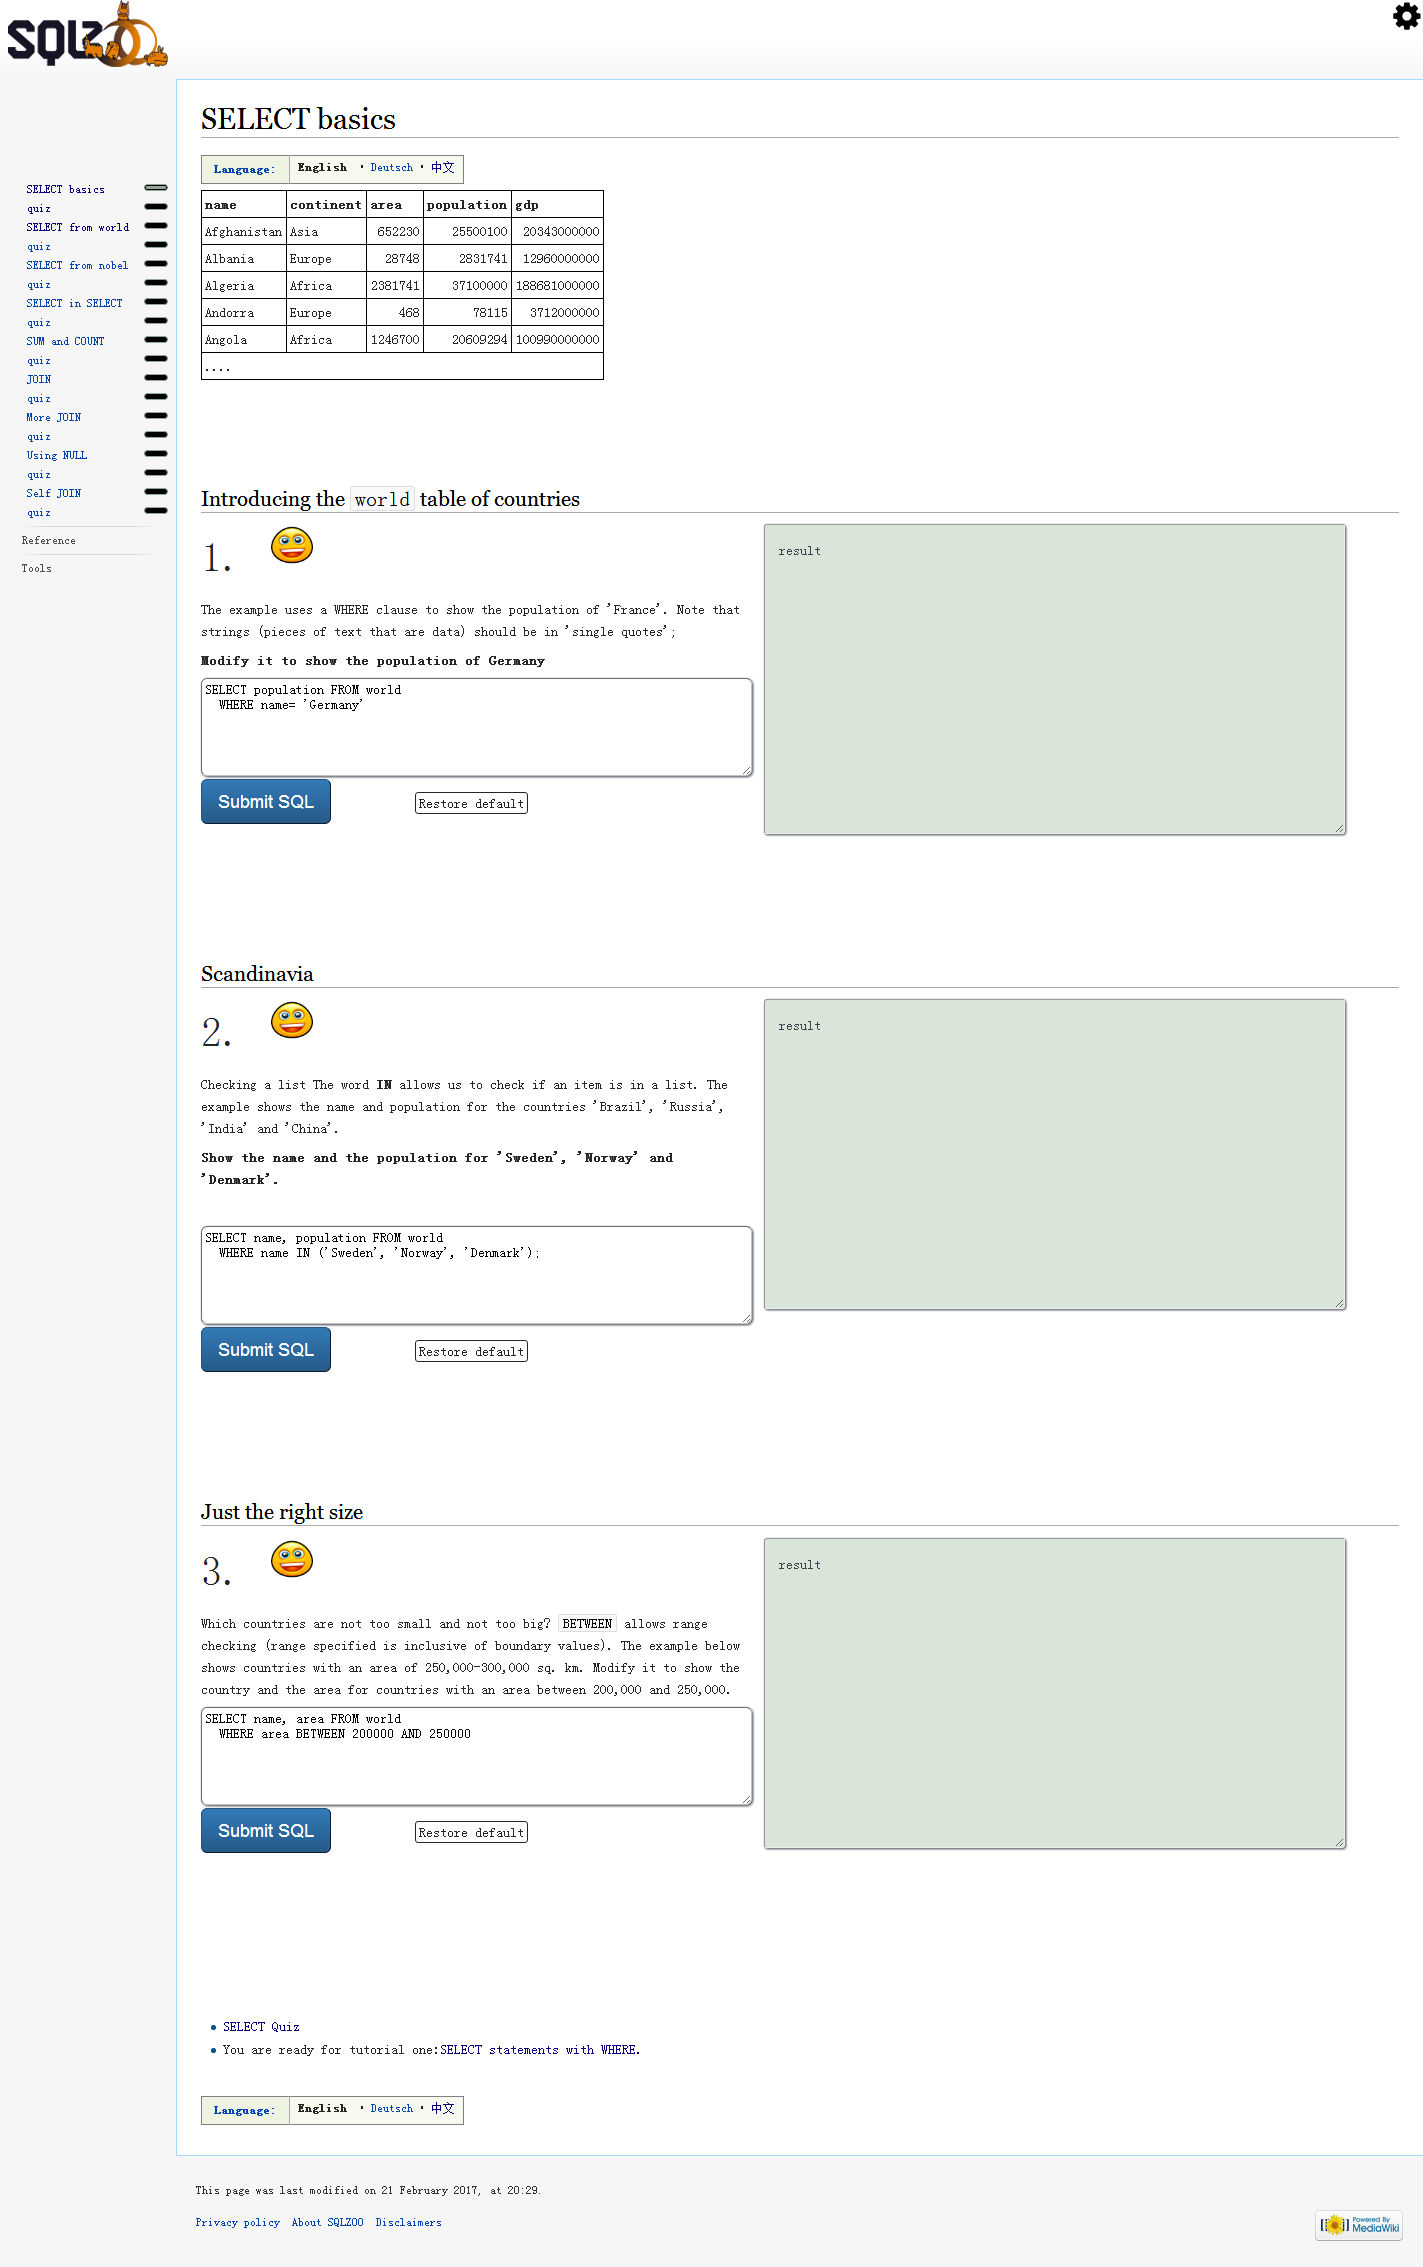 SQLZOO
SELECT basics
Language: English · Deutsch · 中文
name continent area population gdp
Afghanistan Asia 652230 25500100 20343000000
Albania Europe 28748 2831741 12960000000
Algeria Africa 2381741 37100000 188681000000
Andorra Europe 468 78115 3712000000
Angola Africa 1246700 20609294 100990000000
....
SELECT basics
quiz
SELECT from world
quiz
SELECT from nobel
quiz
SELECT in SELECT
quiz
SUM and COUNT
quiz
JOIN
quiz
More JOIN
quiz
Using NULL
quiz
Self JOIN
quiz
Reference
Tools
Introducing the world table of countries
1.
The example uses a WHERE clause to show the population of 'France'. Note that
strings (pieces of text that are data) should be in 'single quotes';
Modify it to show the population of Germany
SELECT population FROM world
WHERE name= 'Germany'
Submit SQL
Restore default
result
Scandinavia
2.
Checking a list The word IN allows us to check if an item is in a list. The
example shows the name and population for the countries 'Brazil', 'Russia',
'India' and 'China'.
Show the name and the population for 'Sweden', 'Norway' and
'Denmark'.
SELECT name, population FROM world
WHERE name IN ('Sweden', 'Norway', 'Denmark');
Submit SQL
Restore default
result
Just the right size
3.
Which countries are not too small and not too big? BETWEEN allows range
checking (range specified is inclusive of boundary values). The example below
shows countries with an area of 250,000-300,000 sq. km. Modify it to show the
country and the area for countries with an area between 200,000 and 250,000.
SELECT name, area FROM world
WHERE area BETWEEN 200000 AND 250000
Submit SQL
Restore default
result
SELECT Quiz
You are ready for tutorial one:SELECT statements with WHERE.
Language: English · Deutsch · 中文
This page was last modified on 21 February 2017, at 20:29.
Privacy policy About SQLZOO Disclaimers
Powered By
MediaWiki